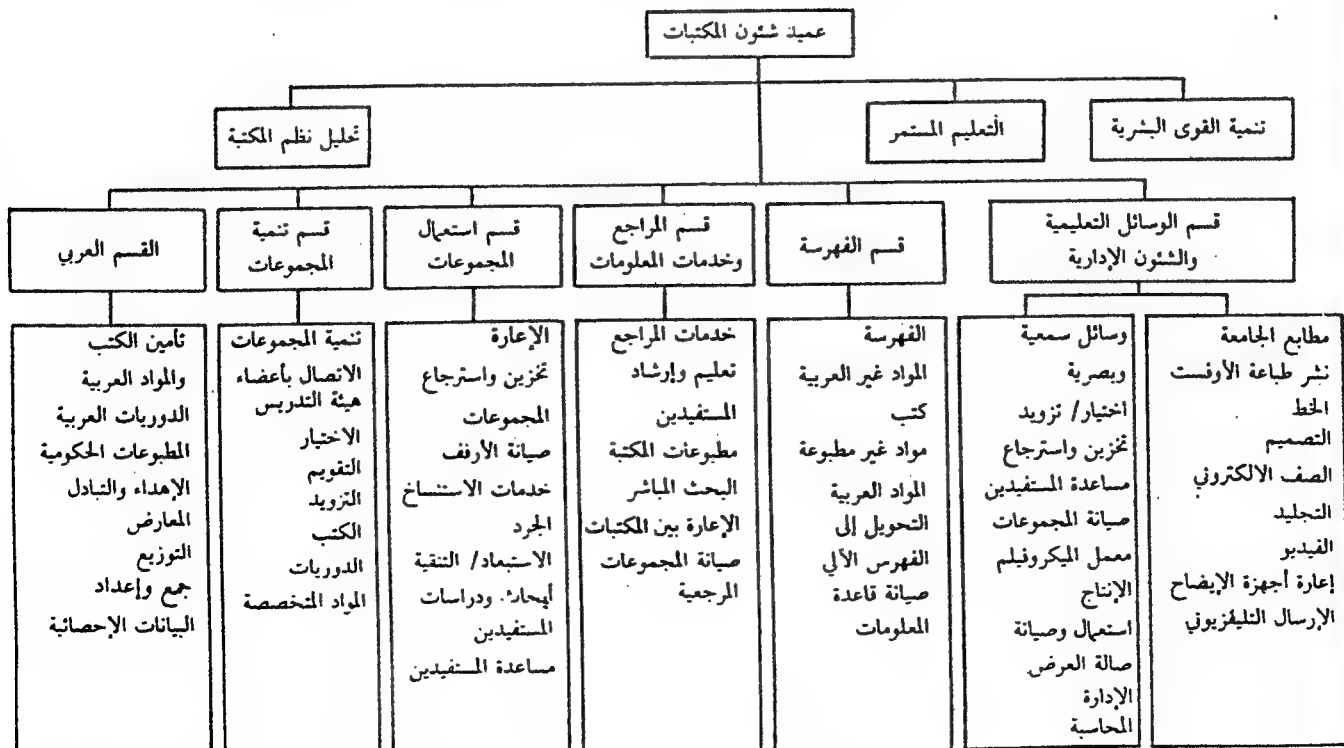 عميد شئون المكتبات
تنمية القوى البشرية
التعليم المستمر
تحليل نظم المكتبة
قسم الوسائل التعليمية
والشئون الإدارية
قسم الفهرسة
قسم المراجع
وخدمات المعلومات
قسم استعمال
المجموعات
قسم تنمية
المجموعات
القسم العربي
مطابع الجامعة
نشر طباعة الأوفست
الخط
التصميم
الصف الالكتروني
التجليد
الفيديو
إعارة أجهزة الإيضاح
الإرسال التليفزيوني
وسائل سمعية
وبصرية
اختيار/ تزويد
تخزين واسترجاع
مساعدة المستفيدين
صيانة المجموعات
معمل الميكروفيلم
الإنتاج
استعمال وصيانة
صالة العرض
الإدارة
المحاسبة
الفهرسة
المواد غير العربية
كتب
مواد غير مطبوعة
المواد العربية
التحويل إلى
الفهرس الآلي
صيانة قاعدة
المعلومات
خدمات المراجع
تعليم وإرشاد
المستفيدين
مطبوعات المكتبة
البحث المباشر
الإعارة بين المكتبات
صيانة المجموعات
المرجعية
الإعارة
تخزين واسترجاع
المجموعات
صيانة الأرفف
خدمات الاستنساخ
الجرد
الاستبعاد/ التنقية
أبحاث ودراسات
المستفيدين
مساعدة المستفيدين
تنمية المجموعات
الاتصال بأعضاء
هيئة التدريس
الاختيار
التقويم
التزويد
الكتب
الدوريات
المواد المتخصصة
تأمين الكتب
والمواد العربية
الدوريات العربية
المطبوعات الحكومية
الإهداء والتبادل
المعارض
التوزيع
جمع وإعداد
البيانات الإحصائية